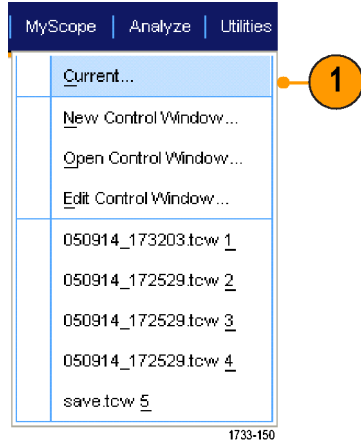 MyScope | Analyze | Utilities
Current...
1
New Control Window...
Open Control Window...
Edit Control Window...
050914_173203.tcw 1
050914_172529.tcw 2
050914_172529.tcw 3
050914_172529.tcw 4
save.tcw 5
1733-150